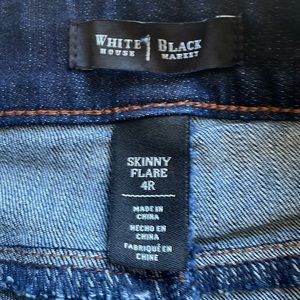 WHITE BLACK
HOUSE MARKET
SKINNY
FLARE
4R
MADE IN
CHINA
HECHO EN
CHINA
FABRIQUÉ EN
CHINE